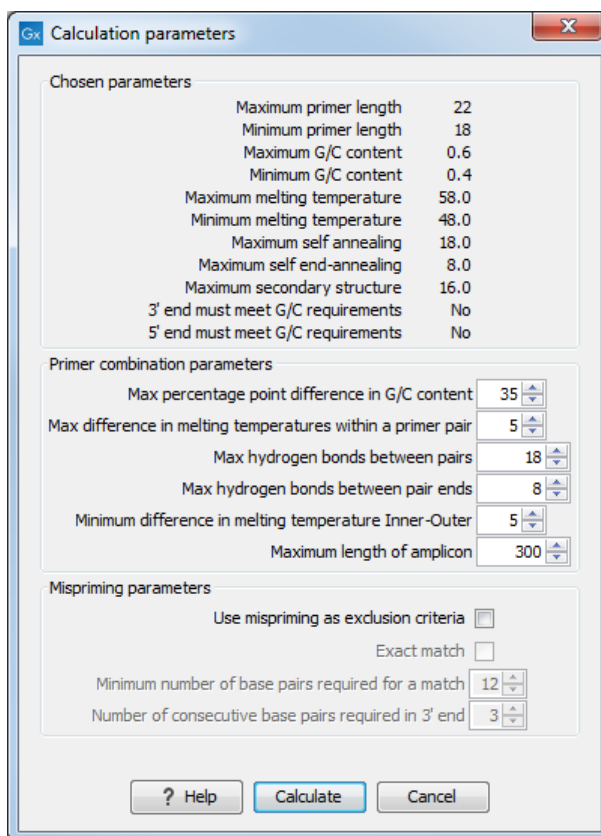 Gx Calculation parameters
Chosen parameters
Maximum primer length 22
Minimum primer length 18
Maximum G/C content 0.6
Minimum G/C content 0.4
Maximum melting temperature 58.0
Minimum melting temperature 48.0
Maximum self annealing 18.0
Maximum self end-annealing 8.0
Maximum secondary structure 16.0
3' end must meet G/C requirements No
5' end must meet G/C requirements No
Primer combination parameters
Max percentage point difference in G/C content 35
Max difference in melting temperatures within a primer pair 5
Max hydrogen bonds between pairs 18
Max hydrogen bonds between pair ends 8
Minimum difference in melting temperature Inner-Outer 5
Maximum length of amplicon 300
Mispriming parameters
Use mispriming as exclusion criteria
Exact match
Minimum number of base pairs required for a match 12
Number of consecutive base pairs required in 3' end 3
? Help Calculate Cancel